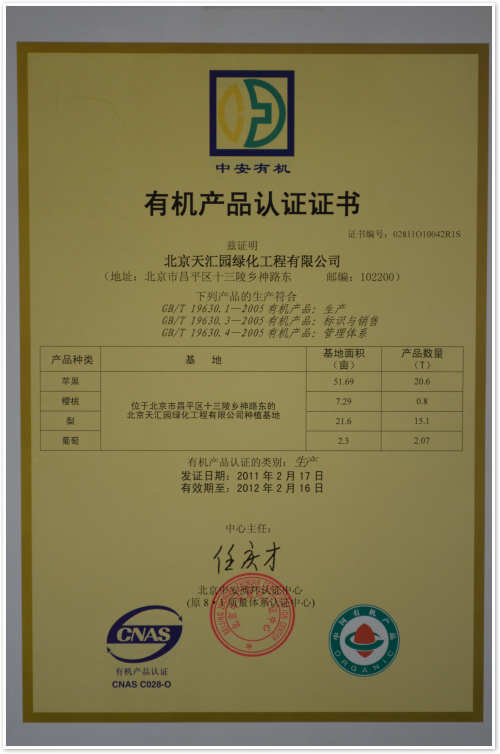 中安有机
有机产品认证证书
证书编号：02811O10042R1S
兹证明
北京天汇园绿化工程有限公司
（地址：北京市昌平区十三陵乡神路东 邮编：102200）
下列产品的生产符合
GB/T 19630.1—2005有机产品：生产
GB/T 19630.3—2005有机产品：标识与销售
GB/T 19630.4—2005有机产品：管理体系
产品种类 基 地 基地面积（亩） 产品数量（T）
苹果 51.69 20.6
樱桃 7.29 0.8
位于北京市昌平区十三陵乡神路东的
北京天汇园绿化工程有限公司种植基地
梨 21.6 15.1
葡萄 2.3 2.07
有机产品认证的类别：生产
发证日期：2011 年 2 月 17 日
有效期至：2012 年 2 月 16 日
中心主任：
任庆才
北京中安质环认证中心
(原 8·1 质量体系认证中心)
CNAS
有机产品认证
CNAS C028-O
中国有机产品
ORGANIC